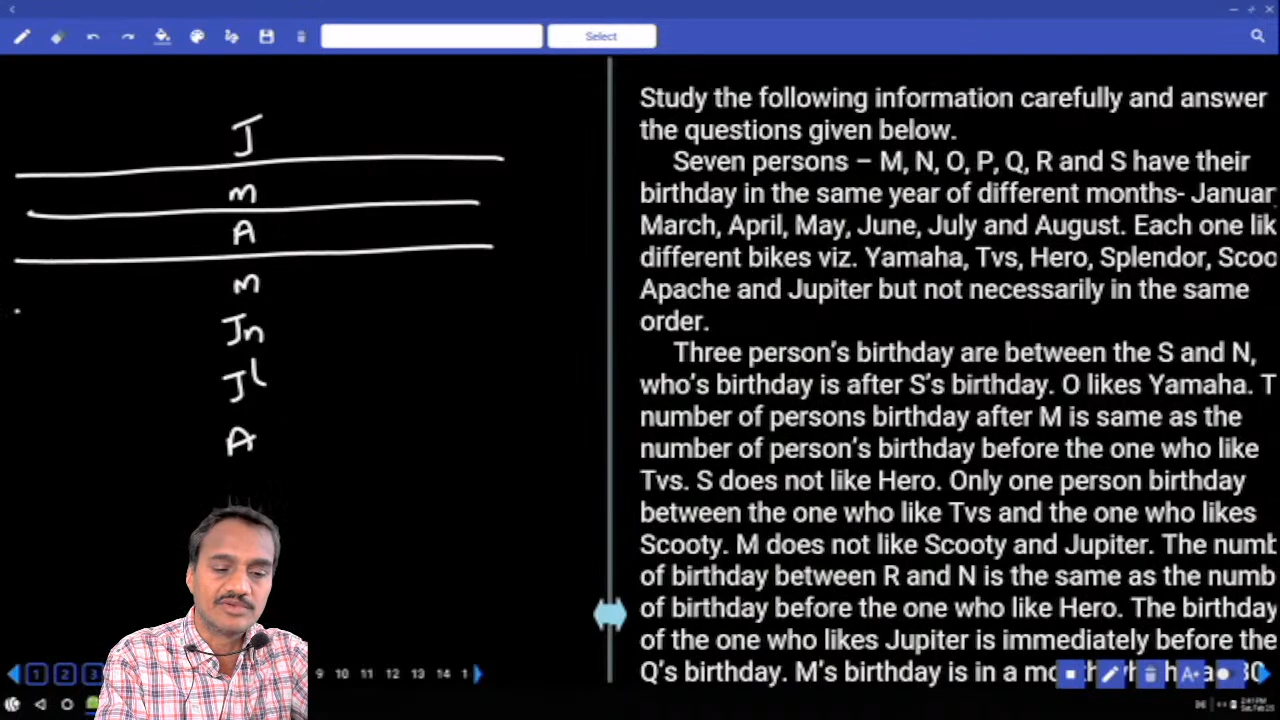 Select
J
m
A
m
Jn
Jl
A
Study the following information carefully and answer
the questions given below.
Seven persons – M, N, O, P, Q, R and S have their
birthday in the same year of different months- Januar
March, April, May, June, July and August. Each one lik
different bikes viz. Yamaha, Tvs, Hero, Splendor, Scoo
Apache and Jupiter but not necessarily in the same
order.
Three person's birthday are between the S and N,
who's birthday is after S's birthday. O likes Yamaha. T
number of persons birthday after M is same as the
number of person's birthday before the one who like
Tvs. S does not like Hero. Only one person birthday
between the one who like Tvs and the one who likes
Scooty. M does not like Scooty and Jupiter. The numb
of birthday between R and N is the same as the numb
of birthday before the one who like Hero. The birthday
of the one who likes Jupiter is immediately before the
Q's birthday. M's birthday is in a mo
1 2 3 9 10 11 12 13 14 1
A+